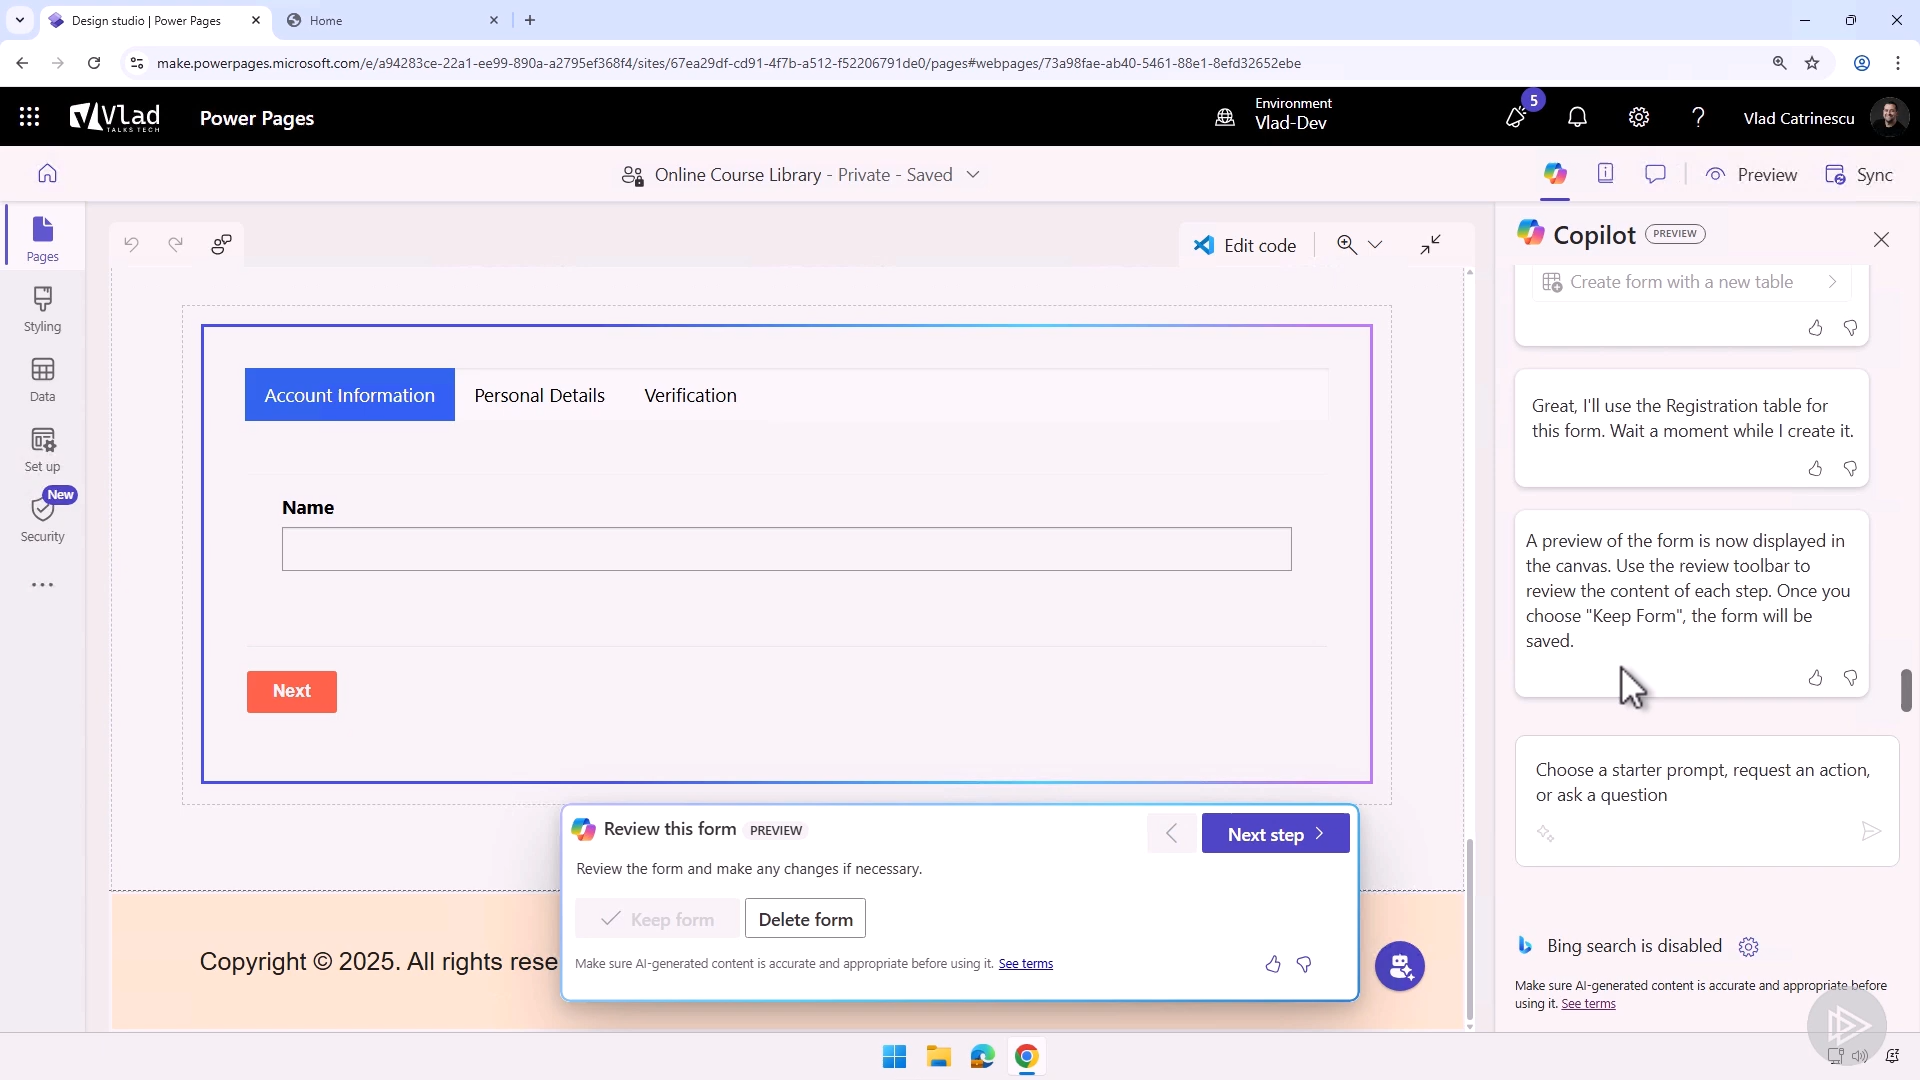 Design studio | Power Pages
Home
make.powerpages.microsoft.com/e/a94283ce-22a1-ee99-890a-a2795ef368f4/sites/67ea29df-cd91-4f7b-a512-f52206791de0/pages#webpages/73a98fae-ab40-5461-88e1-8efd32652ebe
Vlad
TALKS TECH
Power Pages
Environment
Vlad-Dev
5
Vlad Catrinescu
Online Course Library - Private - Saved
Preview
Sync
Pages
Styling
Data
Set up
New
Security
Edit code
Account Information
Personal Details
Verification
Name
Next
Review this form PREVIEW
Next step
Review the form and make any changes if necessary.
Keep form
Delete form
Make sure AI-generated content is accurate and appropriate before using it. See terms
Copyright © 2025. All rights rese
Copilot PREVIEW
Create form with a new table
Great, I'll use the Registration table for
this form. Wait a moment while I create it.
A preview of the form is now displayed in
the canvas. Use the review toolbar to
review the content of each step. Once you
choose "Keep Form", the form will be
saved.
Choose a starter prompt, request an action,
or ask a question
Bing search is disabled
Make sure AI-generated content is accurate and appropriate before
using it. See terms